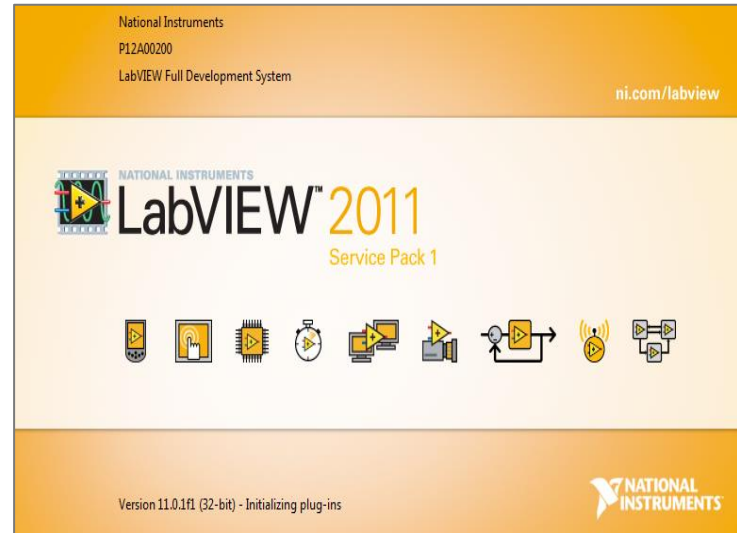 National Instruments
P12A00200
LabVIEW Full Development System
ni.com/labview
NATIONAL INSTRUMENTS
LabVIEW™ 2011
Service Pack 1
Version 11.0.1f1 (32-bit) - Initializing plug-ins
NATIONAL
INSTRUMENTS